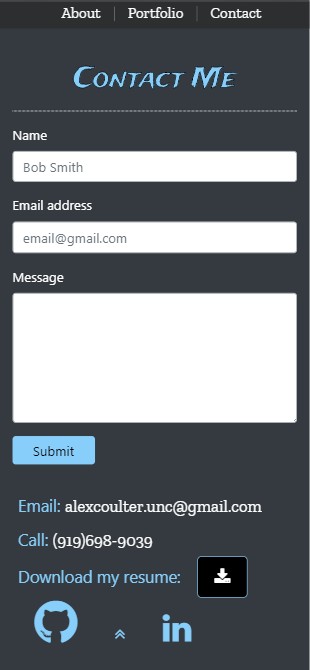 About | Portfolio | Contact
Contact Me
Name
Bob Smith
Email address
email@gmail.com
Message
Submit
Email: alexcoulter.unc@gmail.com
Call: (919)698-9039
Download my resume:
in